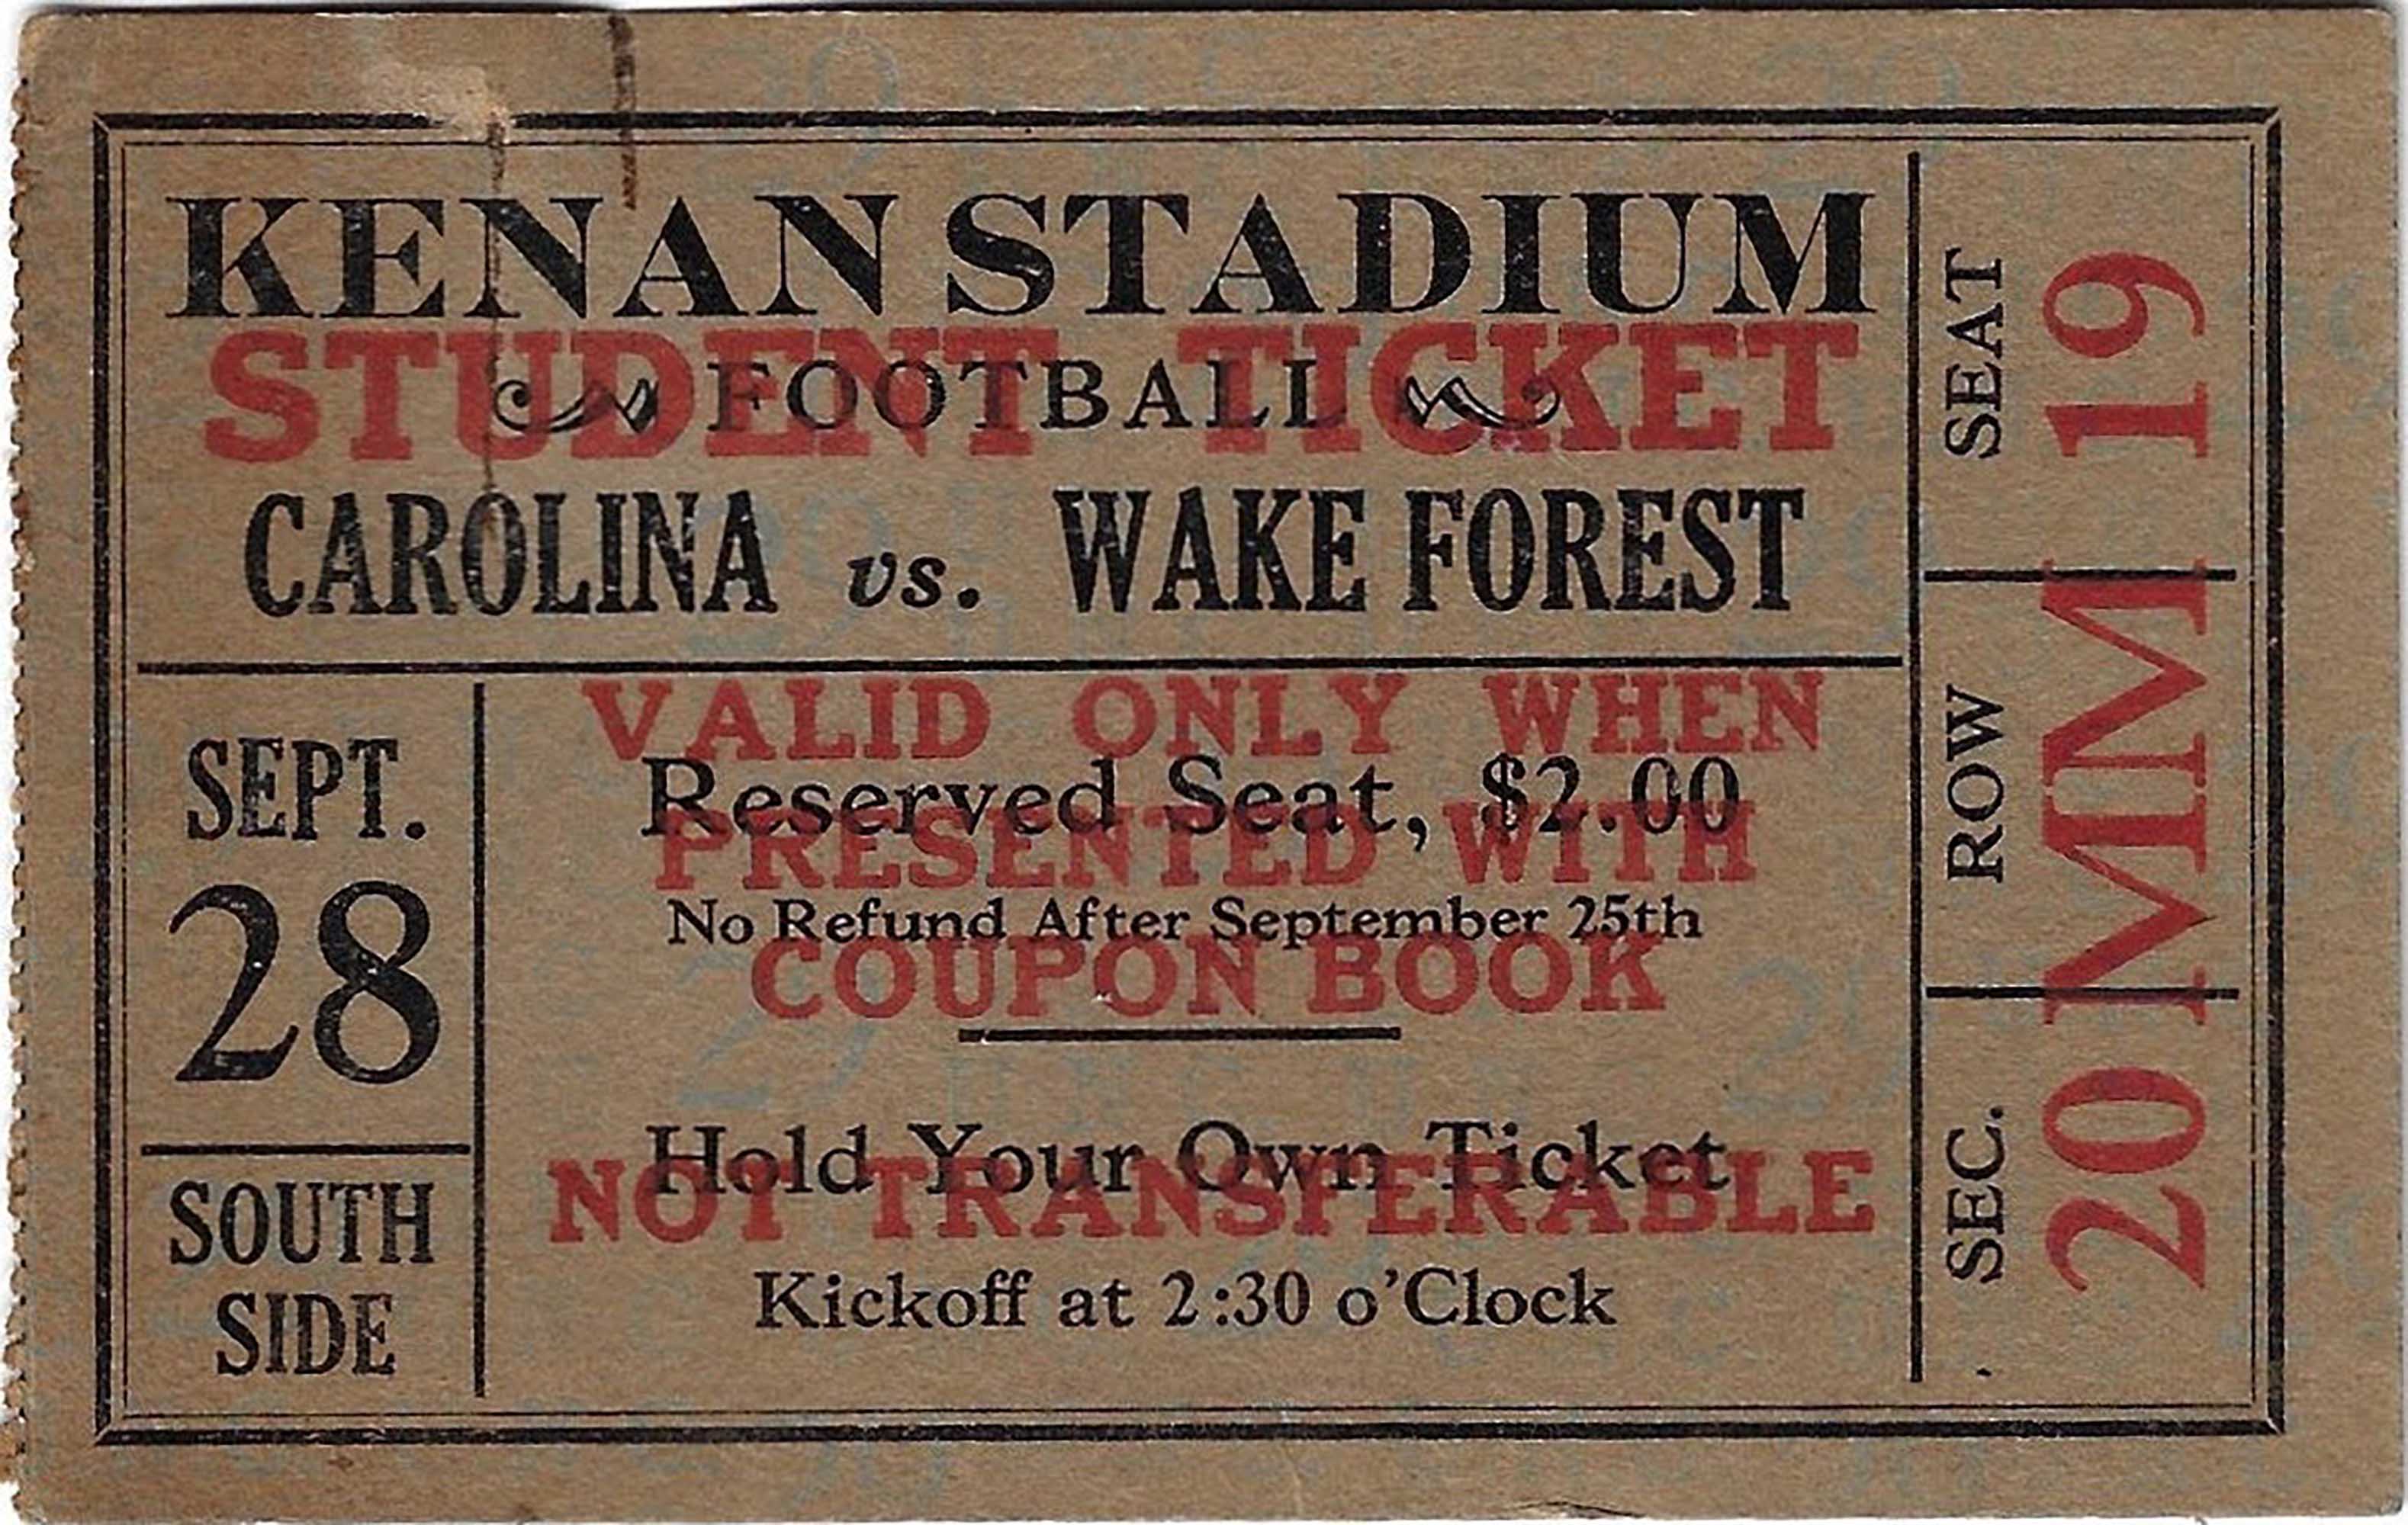 KENAN STADIUM
STUDENT TICKET
FOOTBALL
CAROLINA vs. WAKE FOREST
SEPT.
28
SOUTH
SIDE
VALID ONLY WHEN
Reserved Seat, $2.00
PRESENTED WITH
No Refund After September 25th
COUPON BOOK
Hold Your Own Ticket
NOT TRANSFERABLE
Kickoff at 2:30 o'Clock
SEC. ROW SEAT
20 MM 19